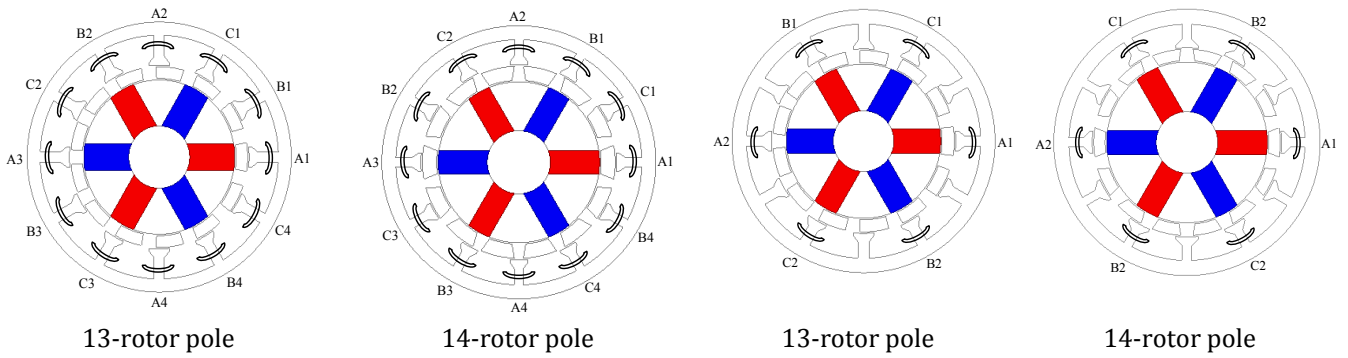 A2
B2 C1
C2 B1
A3 A1
B3 C4
C3 B4
A4
13-rotor pole
A2
C2 B1
B2 C1
A3 A1
C3 B4
B3 C4
A4
14-rotor pole
B1 C1
A2 A1
C2 B2
13-rotor pole
C1 B2
A2 A1
B2 C2
14-rotor pole